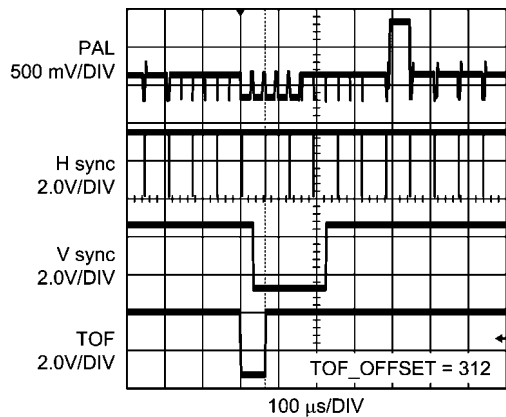 PAL
500 mV/DIV
H sync
2.0V/DIV
V sync
2.0V/DIV
TOF
2.0V/DIV
TOF_OFFSET = 312
100 µs/DIV